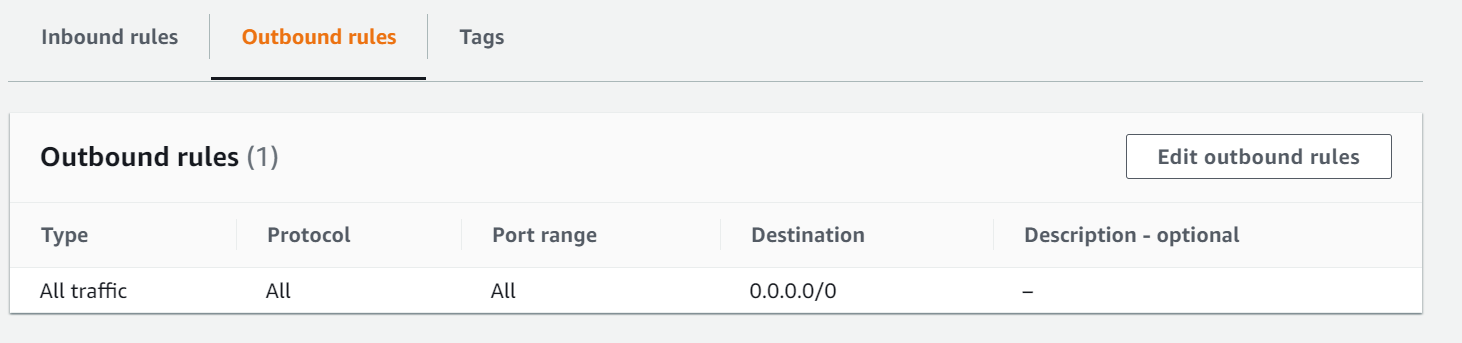 Inbound rules Outbound rules Tags
Outbound rules (1) Edit outbound rules
Type Protocol Port range Destination Description - optional
All traffic All All 0.0.0.0/0 –